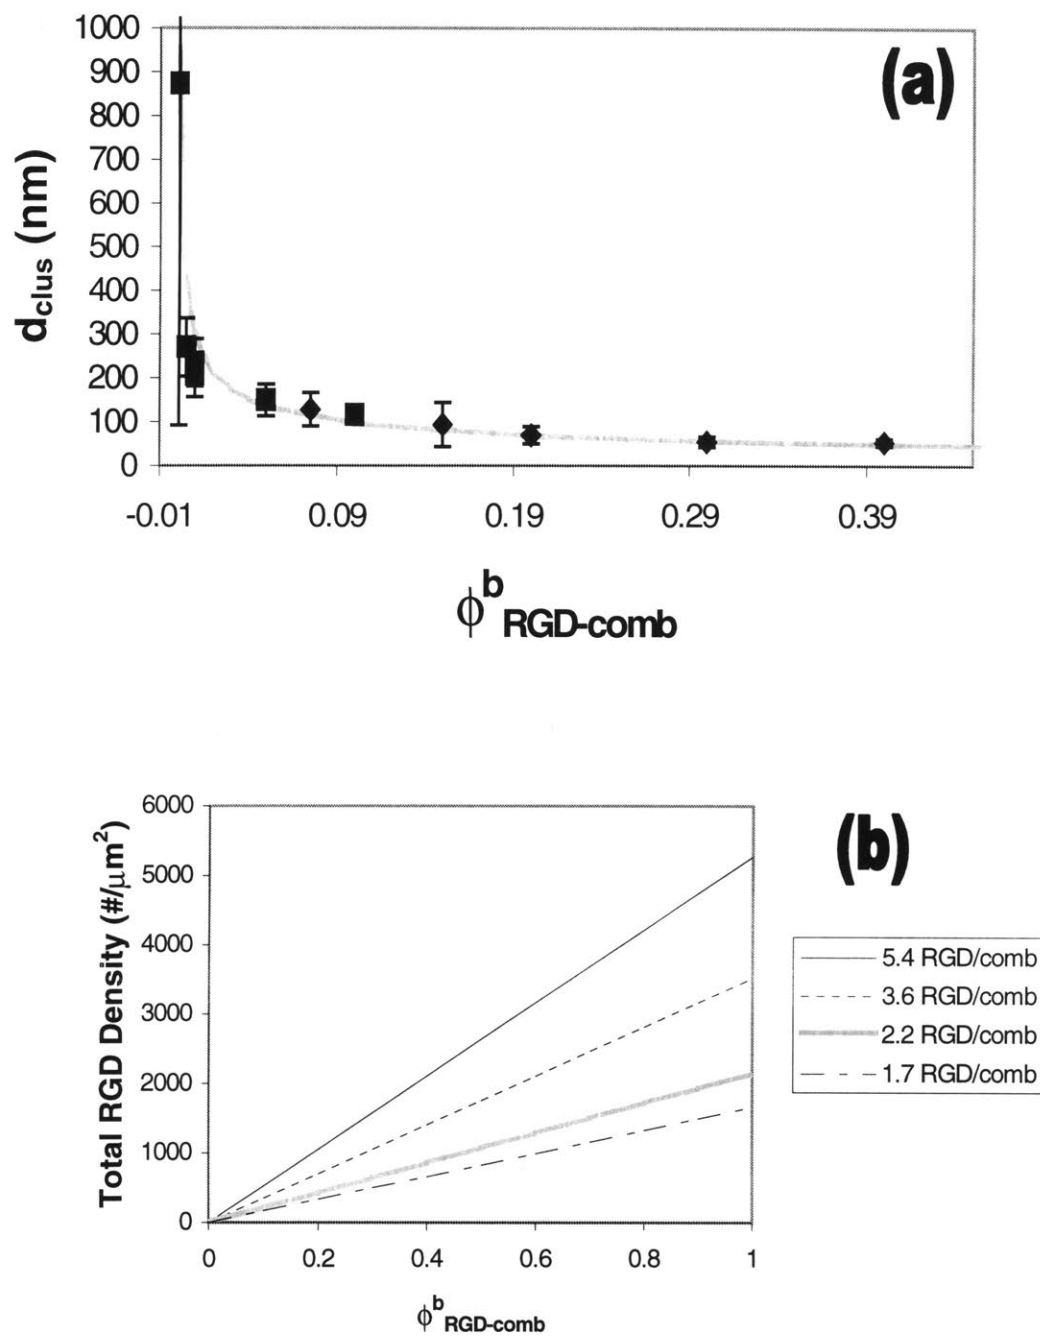 (a)
1000
900
800
700
600
500
400
300
200
100
0
d_clus (nm)
-0.01 0.09 0.19 0.29 0.39
ϕ^b_RGD-comb
(b)
6000
5000
4000
3000
2000
1000
0
Total RGD Density (#/μm²)
0 0.2 0.4 0.6 0.8 1
ϕ^b_RGD-comb
5.4 RGD/comb
3.6 RGD/comb
2.2 RGD/comb
1.7 RGD/comb